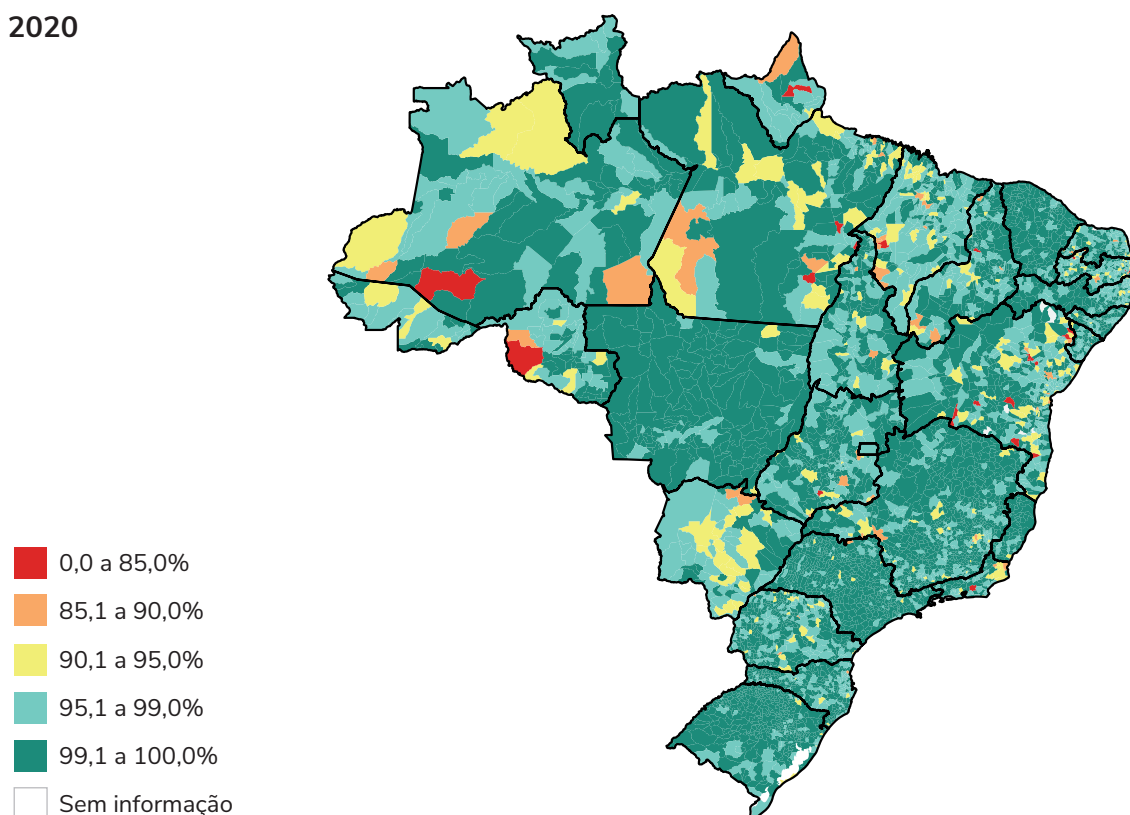 2020
0,0 a 85,0%
85,1 a 90,0%
90,1 a 95,0%
95,1 a 99,0%
99,1 a 100,0%
Sem informação